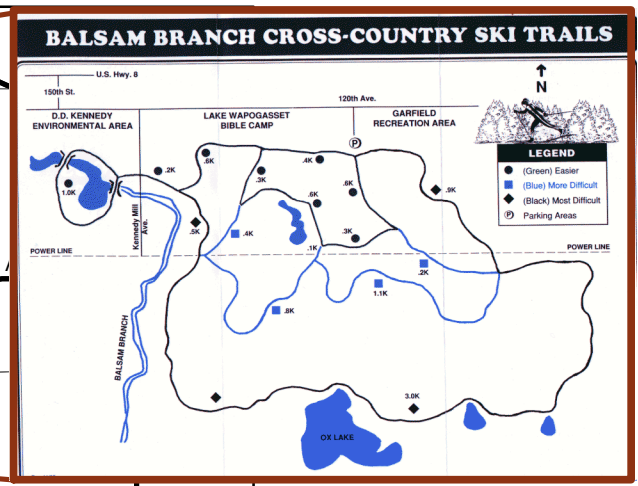 BALSAM BRANCH CROSS-COUNTRY SKI TRAILS
U.S. Hwy. 8
150th St.
120th Ave.
N
D.D. KENNEDY
ENVIRONMENTAL AREA
LAKE WAPOGASSET
BIBLE CAMP
GARFIELD
RECREATION AREA
P
LEGEND
(Green) Easier
(Blue) More Difficult
(Black) Most Difficult
P Parking Areas
.6K
.4K
.2K
.3K
1.0K
.6K
.9K
.6K
.5K
.4K
.3K
Kennedy Mill
Ave.
.1K
POWER LINE
POWER LINE
.2K
1.1K
.8K
BALSAM BRANCH
3.0K
OX LAKE